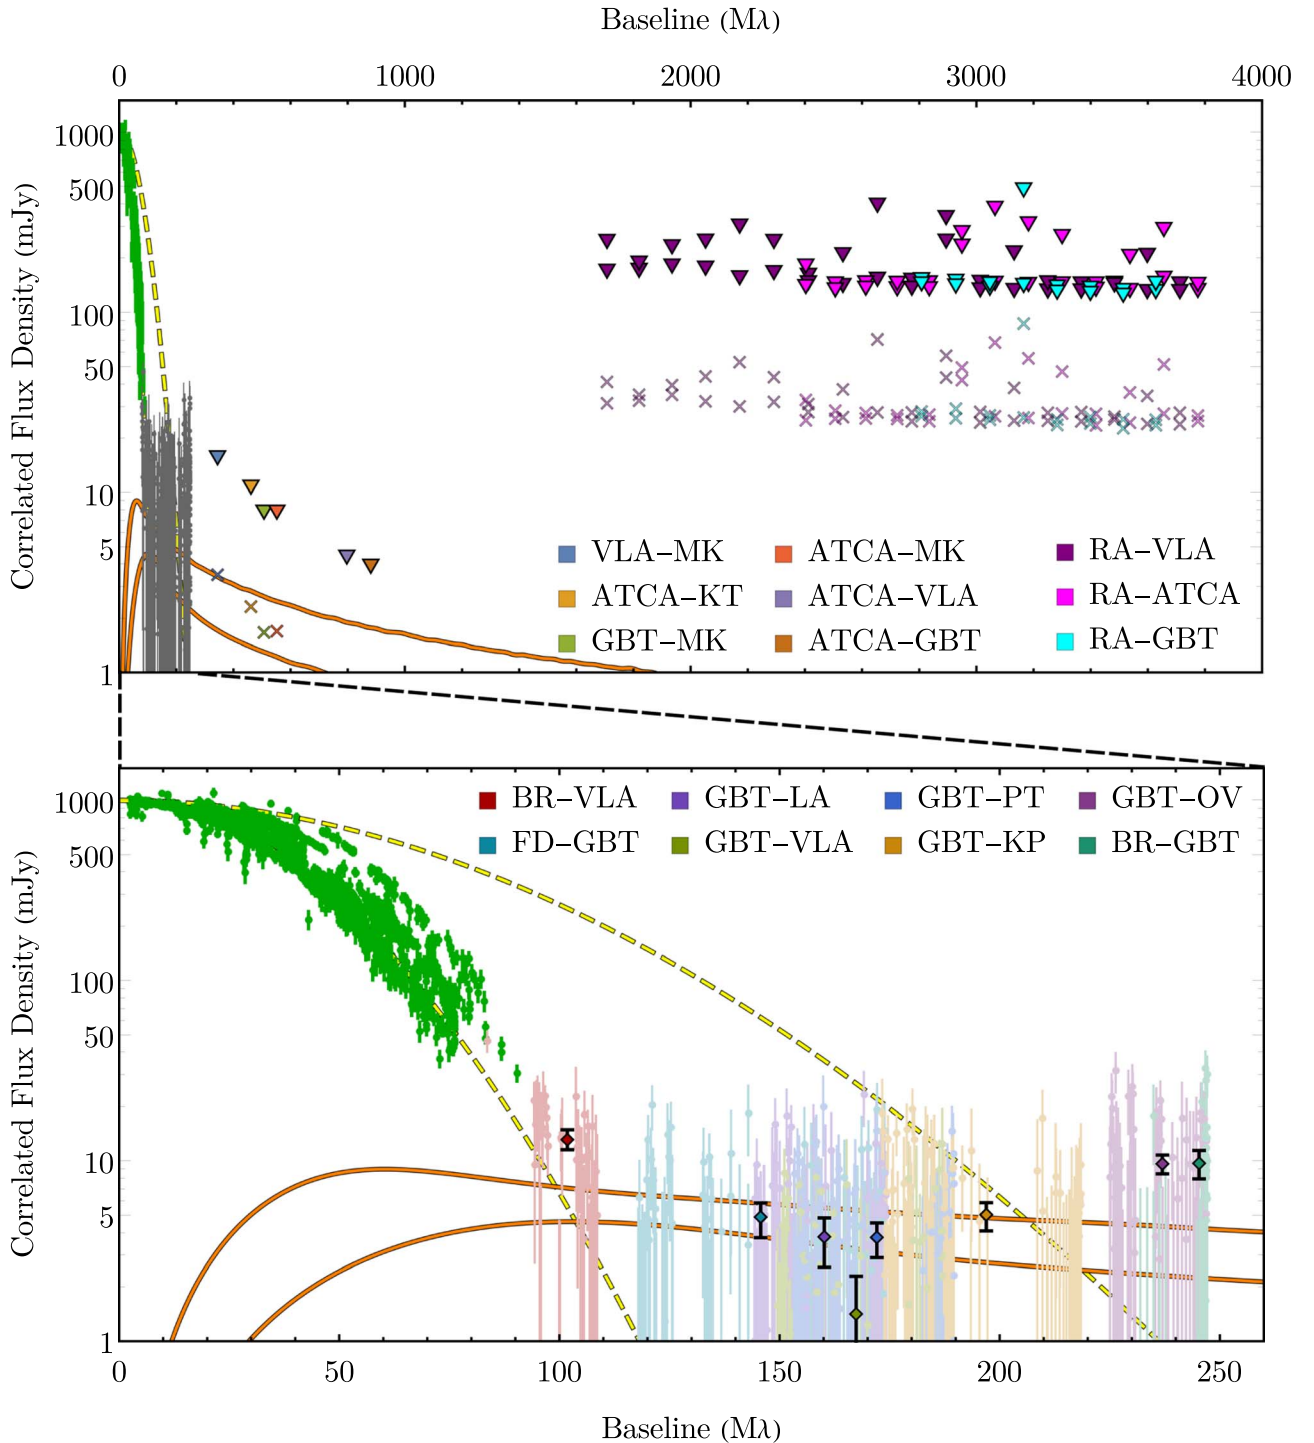 Baseline (Mλ)
0 1000 2000 3000 4000
Correlated Flux Density (mJy)
1000
500
100
50
10
5
1
VLA–MK ATCA–MK RA–VLA
ATCA–KT ATCA–VLA RA–ATCA
GBT–MK ATCA–GBT RA–GBT
Correlated Flux Density (mJy)
1000
500
100
50
10
5
1
BR–VLA GBT–LA GBT–PT GBT–OV
FD–GBT GBT–VLA GBT–KP BR–GBT
0 50 100 150 200 250
Baseline (Mλ)